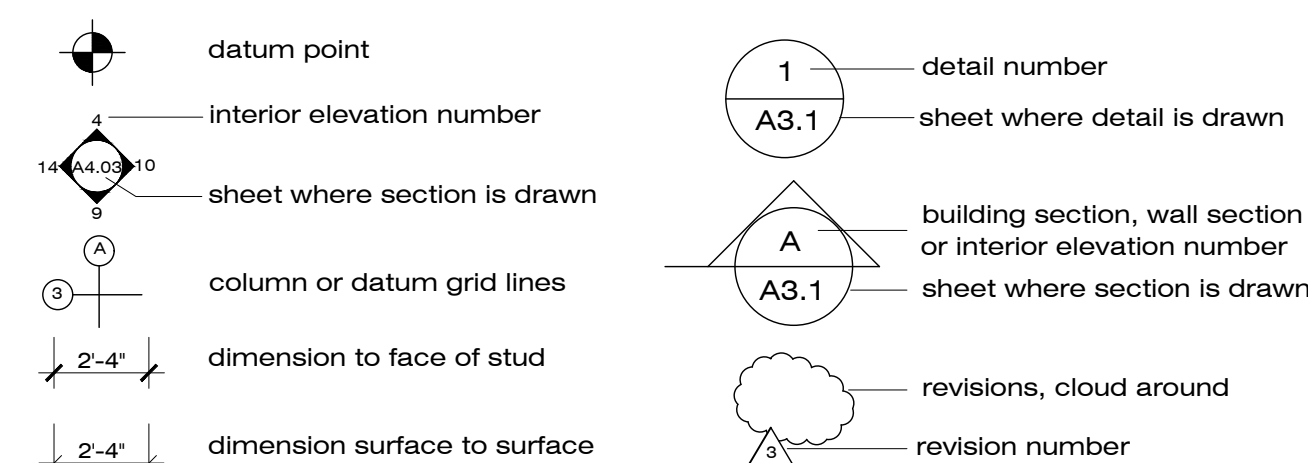 datum point
4
interior elevation number
14 A4.03 10
sheet where section is drawn
9
A
3
column or datum grid lines
2'-4"
dimension to face of stud
2'-4"
dimension surface to surface
1
detail number
A3.1
sheet where detail is drawn
A
building section, wall section
or interior elevation number
A3.1
sheet where section is drawn
revisions, cloud around
3
revision number